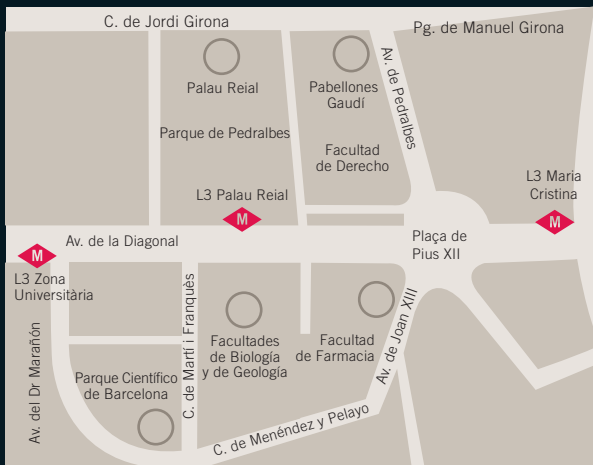 C. de Jordi Girona
Pg. de Manuel Girona
Av. de Pedralbes
Palau Reial
Pabellones
Gaudí
Parque de Pedralbes
Facultad
de Derecho
L3 Maria
Cristina
L3 Palau Reial
M
M
Av. de la Diagonal
Plaça de
Pius XII
M
L3 Zona
Universitària
Av. del Dr Marañón
C. de Martí i Franquès
Facultades
de Biología
y de Geología
Facultad
de Farmacia
Av. de Joan XIII
Parque Científico
de Barcelona
C. de Menéndez y Pelayo